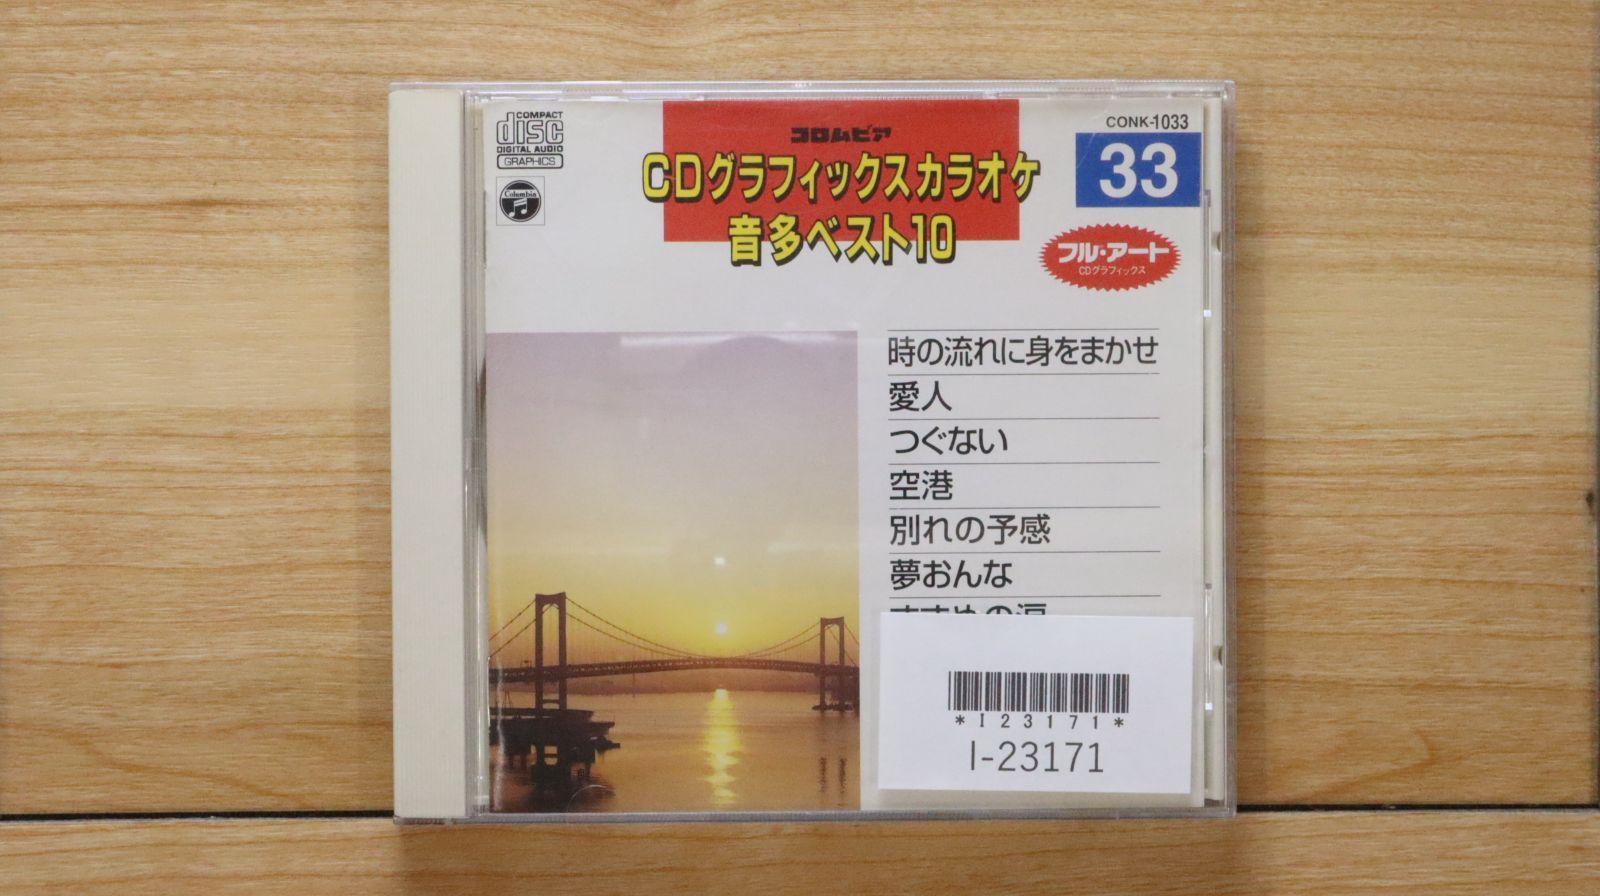 COMPACT
disc
DIGITAL AUDIO
GRAPHICS
Columbia
コロムビア
CDグラフィックスカラオケ
音多ベスト10
CONK-1033
33
フル・アート
CDグラフィックス
時の流れに身をまかせ
愛人
つぐない
空港
別れの予感
夢おんな
*I23171*
I-23171